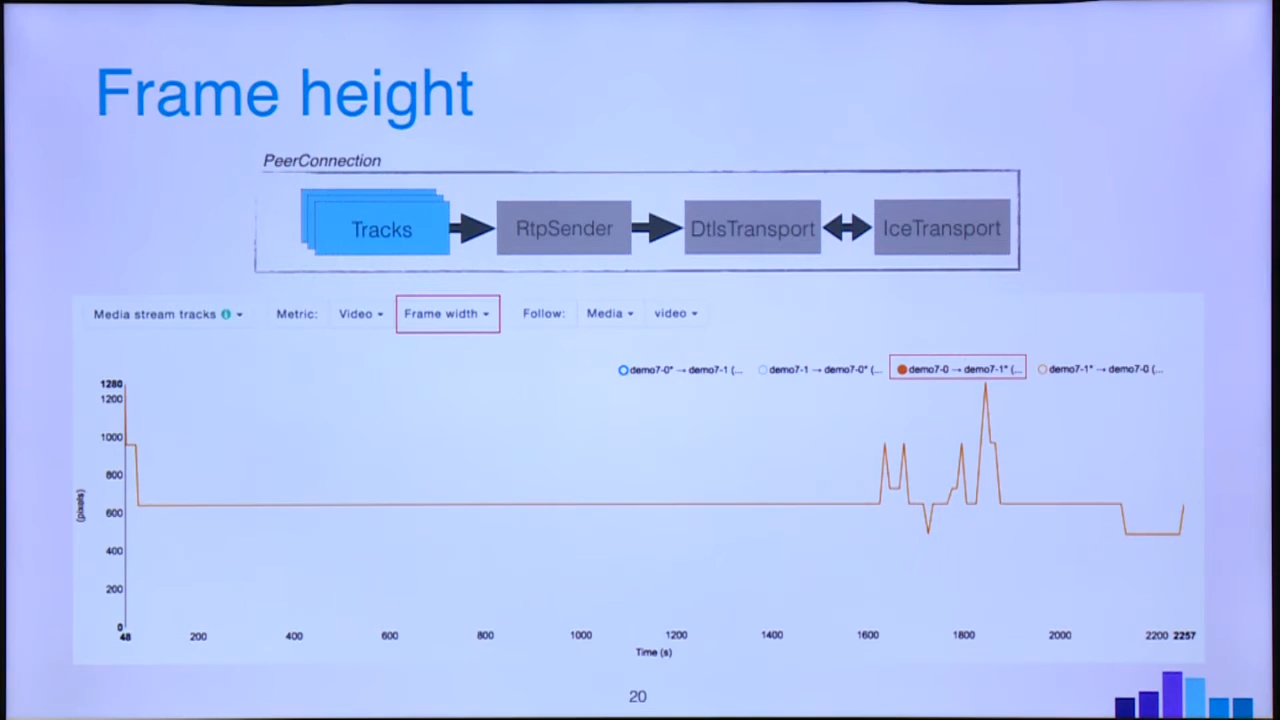 Frame height
PeerConnection
Tracks RtpSender DtlsTransport IceTransport
Media stream tracks Metric: Video Frame width Follow: Media video
demo7-0* → demo7-1 (... demo7-1 → demo7-0* (... demo7-0 → demo7-1* (... demo7-1* → demo7-0 (...
1280
1200
1000
800
600
400
200
0
(pixels)
48 200 400 600 800 1000 1200 1400 1600 1800 2000 2200 2257
Time (s)
20